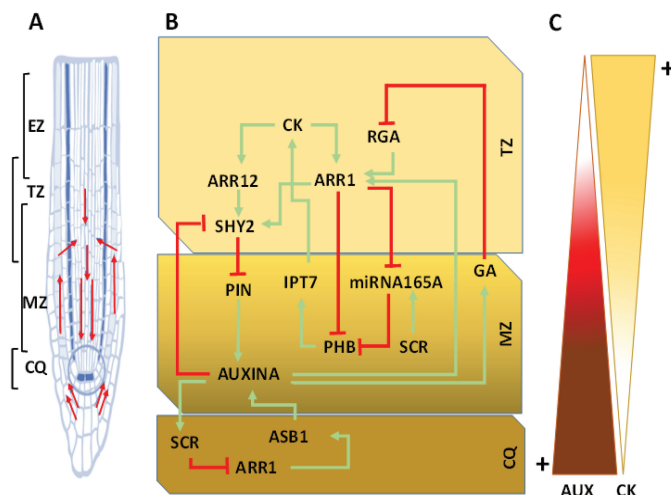 A
B
C
EZ
TZ
MZ
CQ
TZ
CK
RGA
ARR12
ARR1
SHY2
MZ
PIN
IPT7
miRNA165A
GA
PHB
SCR
AUXINA
CQ
SCR
ASB1
ARR1
+
+
AUX
CK